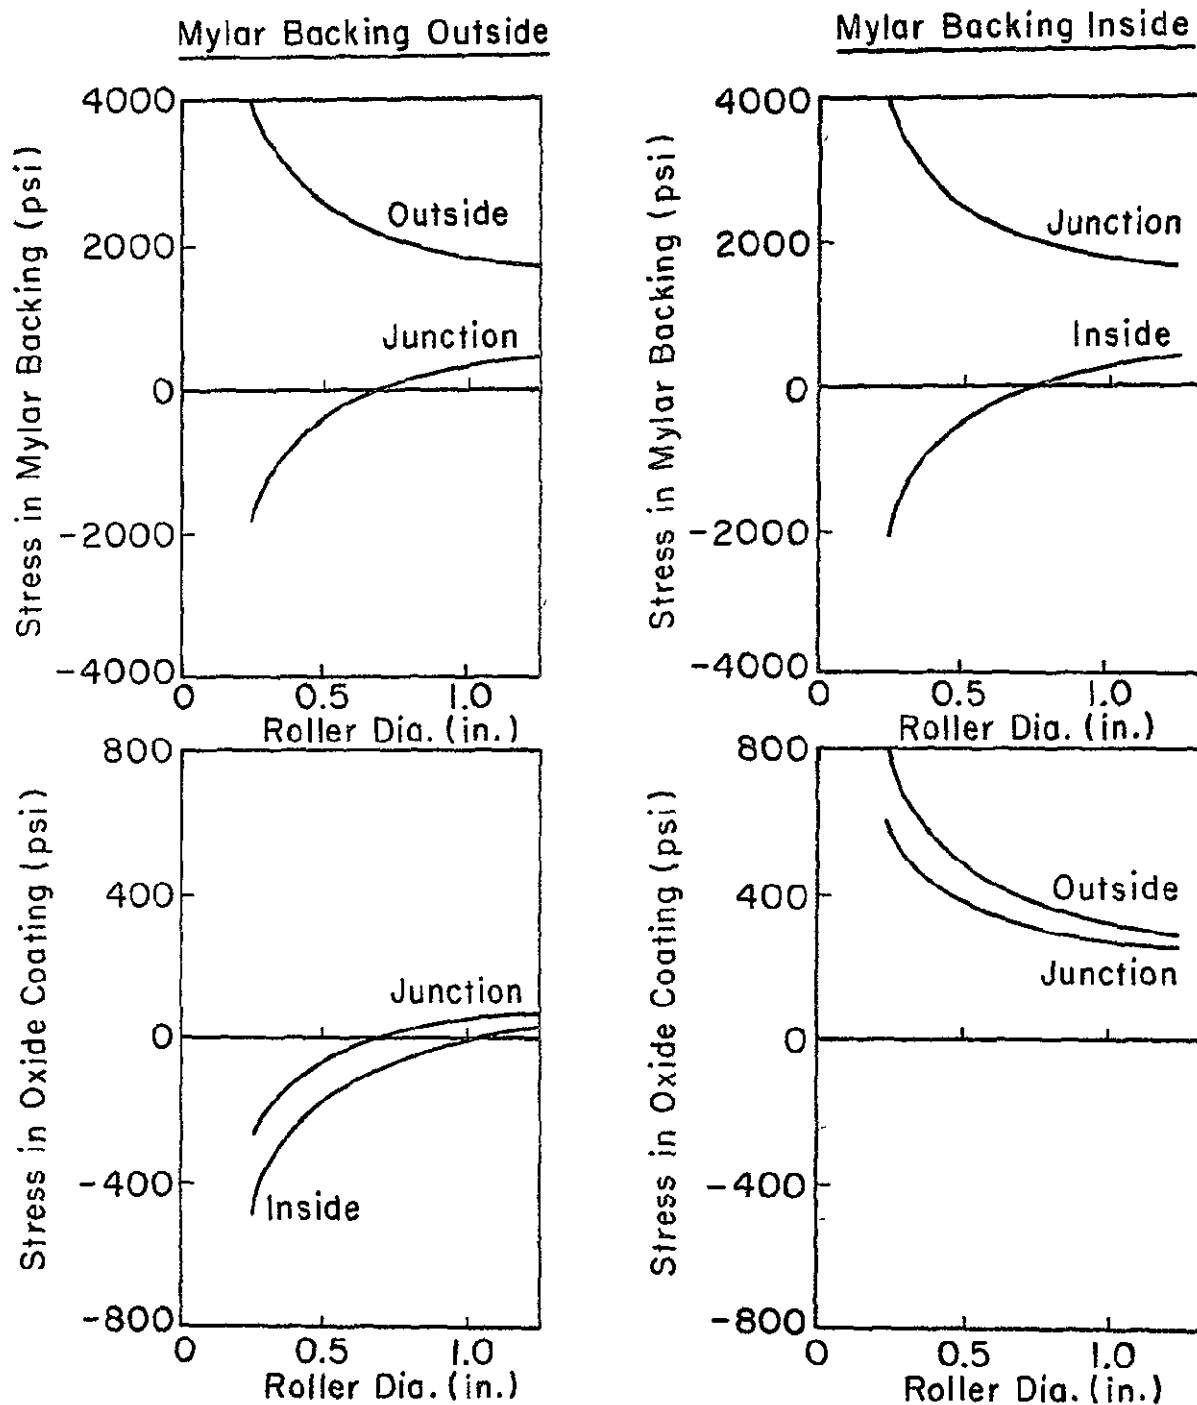 Mylar Backing Outside
Stress in Mylar Backing (psi)
4000
2000
0
-2000
-4000
Outside
Junction
0 0.5 1.0
Roller Dia. (in.)
Mylar Backing Inside
Stress in Mylar Backing (psi)
4000
2000
0
-2000
-4000
Junction
Inside
0 0.5 1.0
Roller Dia. (in.)
Stress in Oxide Coating (psi)
800
400
0
-400
-800
Junction
Inside
0 0.5 1.0
Roller Dia. (in.)
Stress in Oxide Coating (psi)
800
400
0
-400
-800
Outside
Junction
0 0.5 1.0
Roller Dia. (in.)